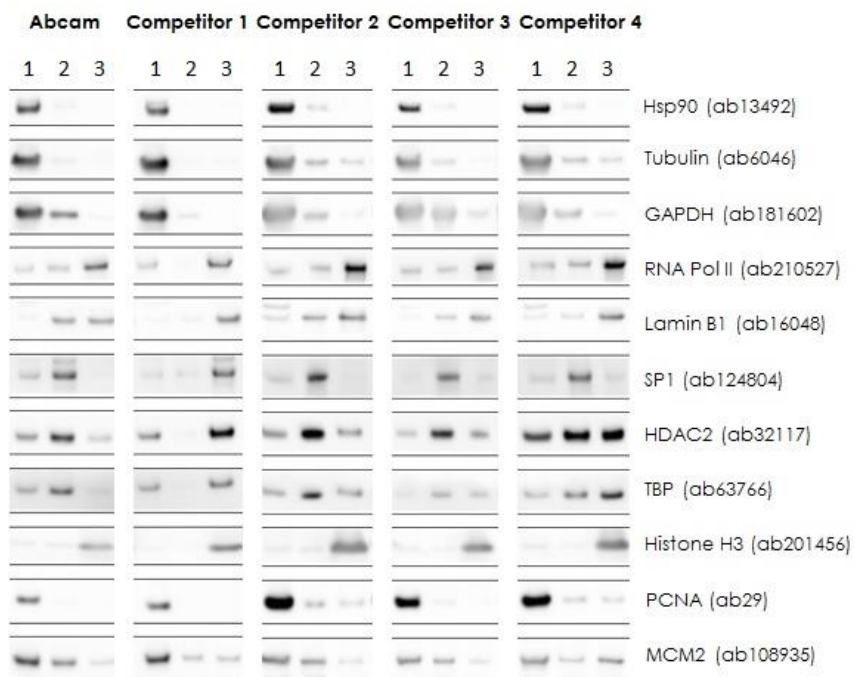 Abcam Competitor 1 Competitor 2 Competitor 3 Competitor 4
1 2 3 1 2 3 1 2 3 1 2 3 1 2 3
Hsp90 (ab13492)
Tubulin (ab6046)
GAPDH (ab181602)
RNA Pol II (ab210527)
Lamin B1 (ab16048)
SP1 (ab124804)
HDAC2 (ab32117)
TBP (ab63766)
Histone H3 (ab201456)
PCNA (ab29)
MCM2 (ab108935)